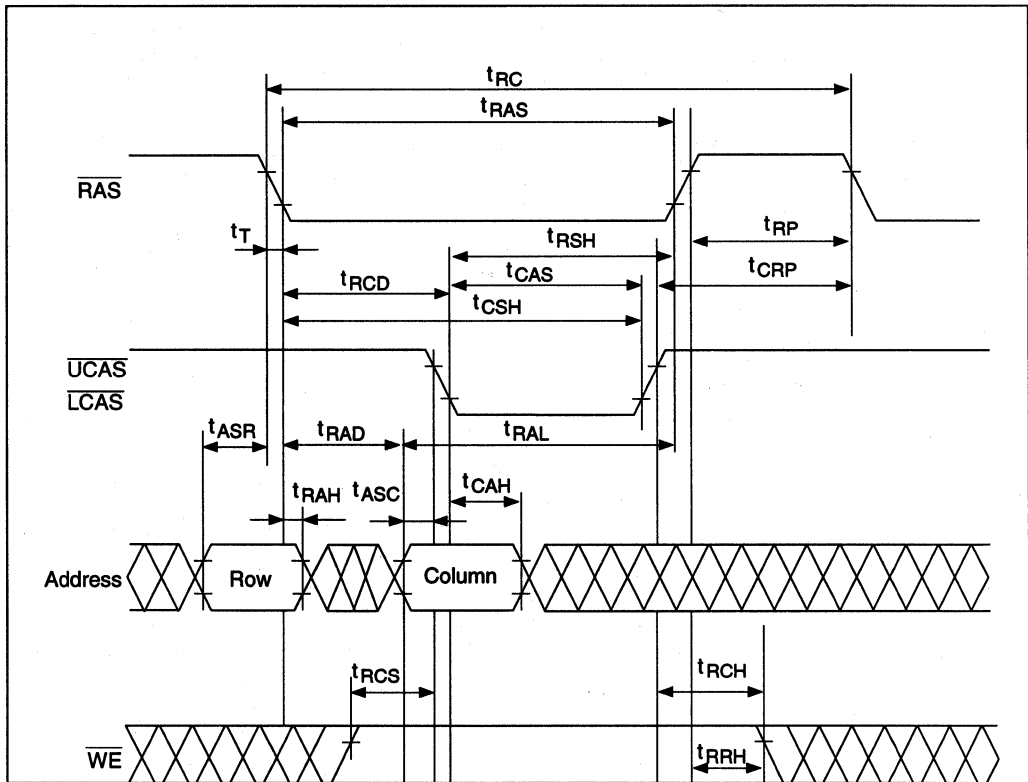 tRC
tRAS
RAS
tT
tRSH
tRP
tRCD
tCAS
tCRP
tCSH
UCAS
LCAS
tASR
tRAD
tRAL
tRAH
tASC
tCAH
Address
Row
Column
tRCS
tRCH
WE
tRRH